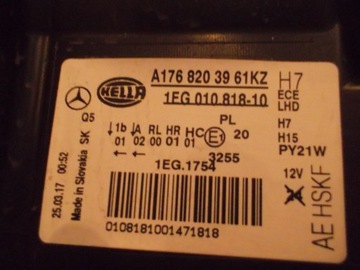 HELLA
A176 820 39 61KZ
1EG 010.818-10
H7
ECE
LHD
H7
H15
PY21W
12V
Q5
1b A RL HR HC E1 20
01 02 00 01 01
PL
3255
1EG.1754
25.03.17 00:52
Made in Slovakia SK
AE HSKF
0108181001471818